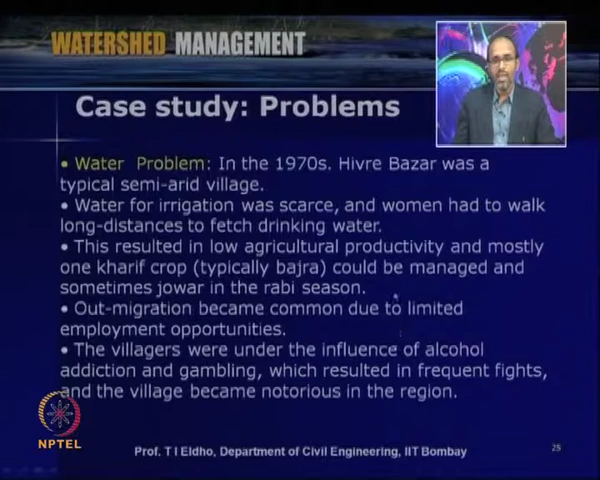 WATERSHED MANAGEMENT
Case study: Problems
• Water Problem: In the 1970s. Hivre Bazar was a
typical semi-arid village.
• Water for irrigation was scarce, and women had to walk
long-distances to fetch drinking water.
• This resulted in low agricultural productivity and mostly
one kharif crop (typically bajra) could be managed and
sometimes jowar in the rabi season.
• Out-migration became common due to limited
employment opportunities.
• The villagers were under the influence of alcohol
addiction and gambling, which resulted in frequent fights,
and the village became notorious in the region.
NPTEL
Prof. T I Eldho, Department of Civil Engineering, IIT Bombay
25